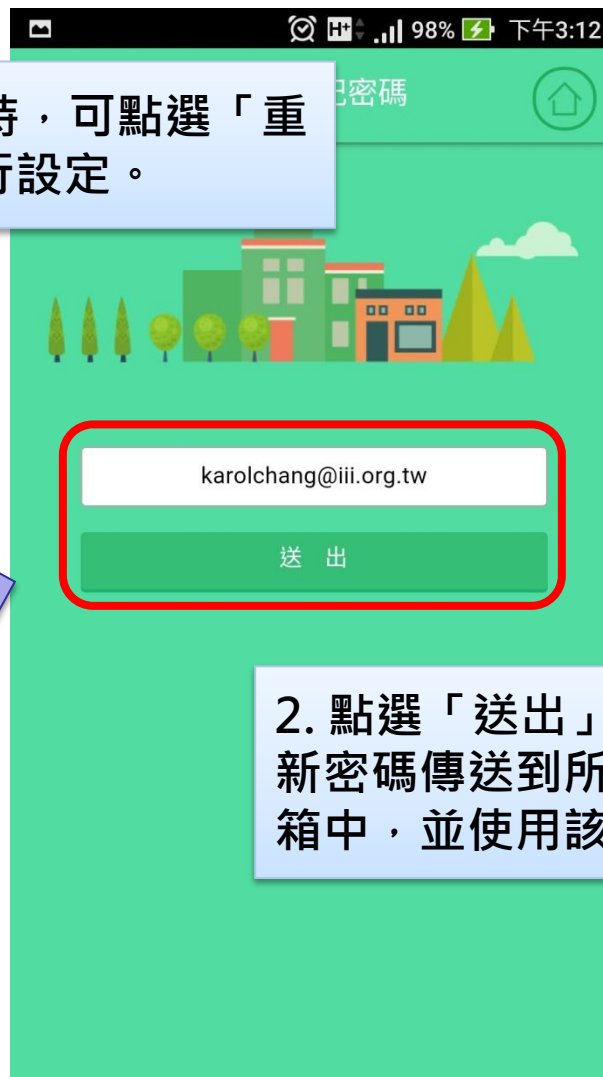 H+ 98% 下午3:12
記密碼
時，可點選「重
行設定。
karolchang@iii.org.tw
送 出
2. 點選「送出」
新密碼傳送到所
箱中，並使用該